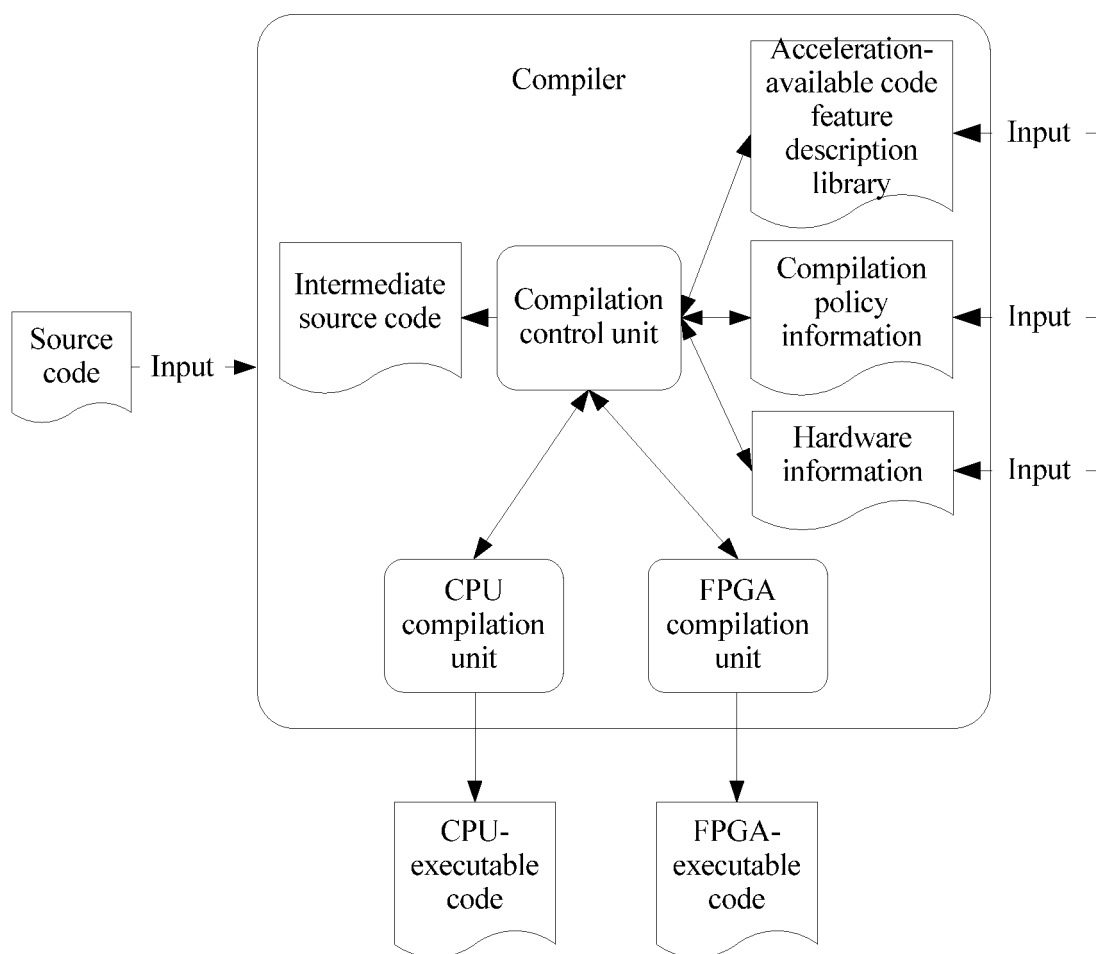 Compiler
Acceleration-
available code
feature
description
library
Input
Intermediate
source code
Compilation
control unit
Compilation
policy
information
Input
Source
code
Input
Hardware
information
Input
CPU
compilation
unit
FPGA
compilation
unit
CPU-
executable
code
FPGA-
executable
code